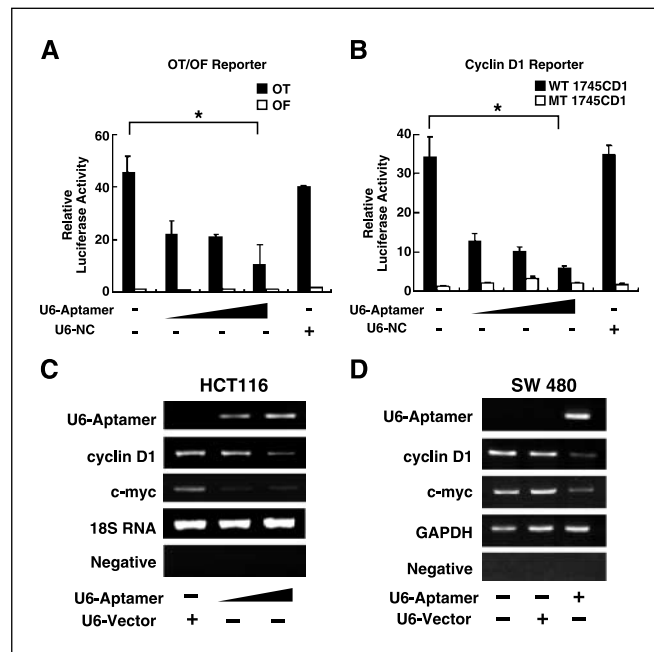 A
OT/OF Reporter
OT
OF
*
60
40
20
0
Relative
Luciferase Activity
U6-Aptamer - -
U6-NC - - - - +
B
Cyclin D1 Reporter
WT 1745CD1
MT 1745CD1
*
40
30
20
10
0
Relative
Luciferase Activity
U6-Aptamer - -
U6-NC - - - - +
C
HCT116
U6-Aptamer
cyclin D1
c-myc
18S RNA
Negative
U6-Aptamer −
U6-Vector + − −
D
SW 480
U6-Aptamer
cyclin D1
c-myc
GAPDH
Negative
U6-Aptamer − − +
U6-Vector − + −